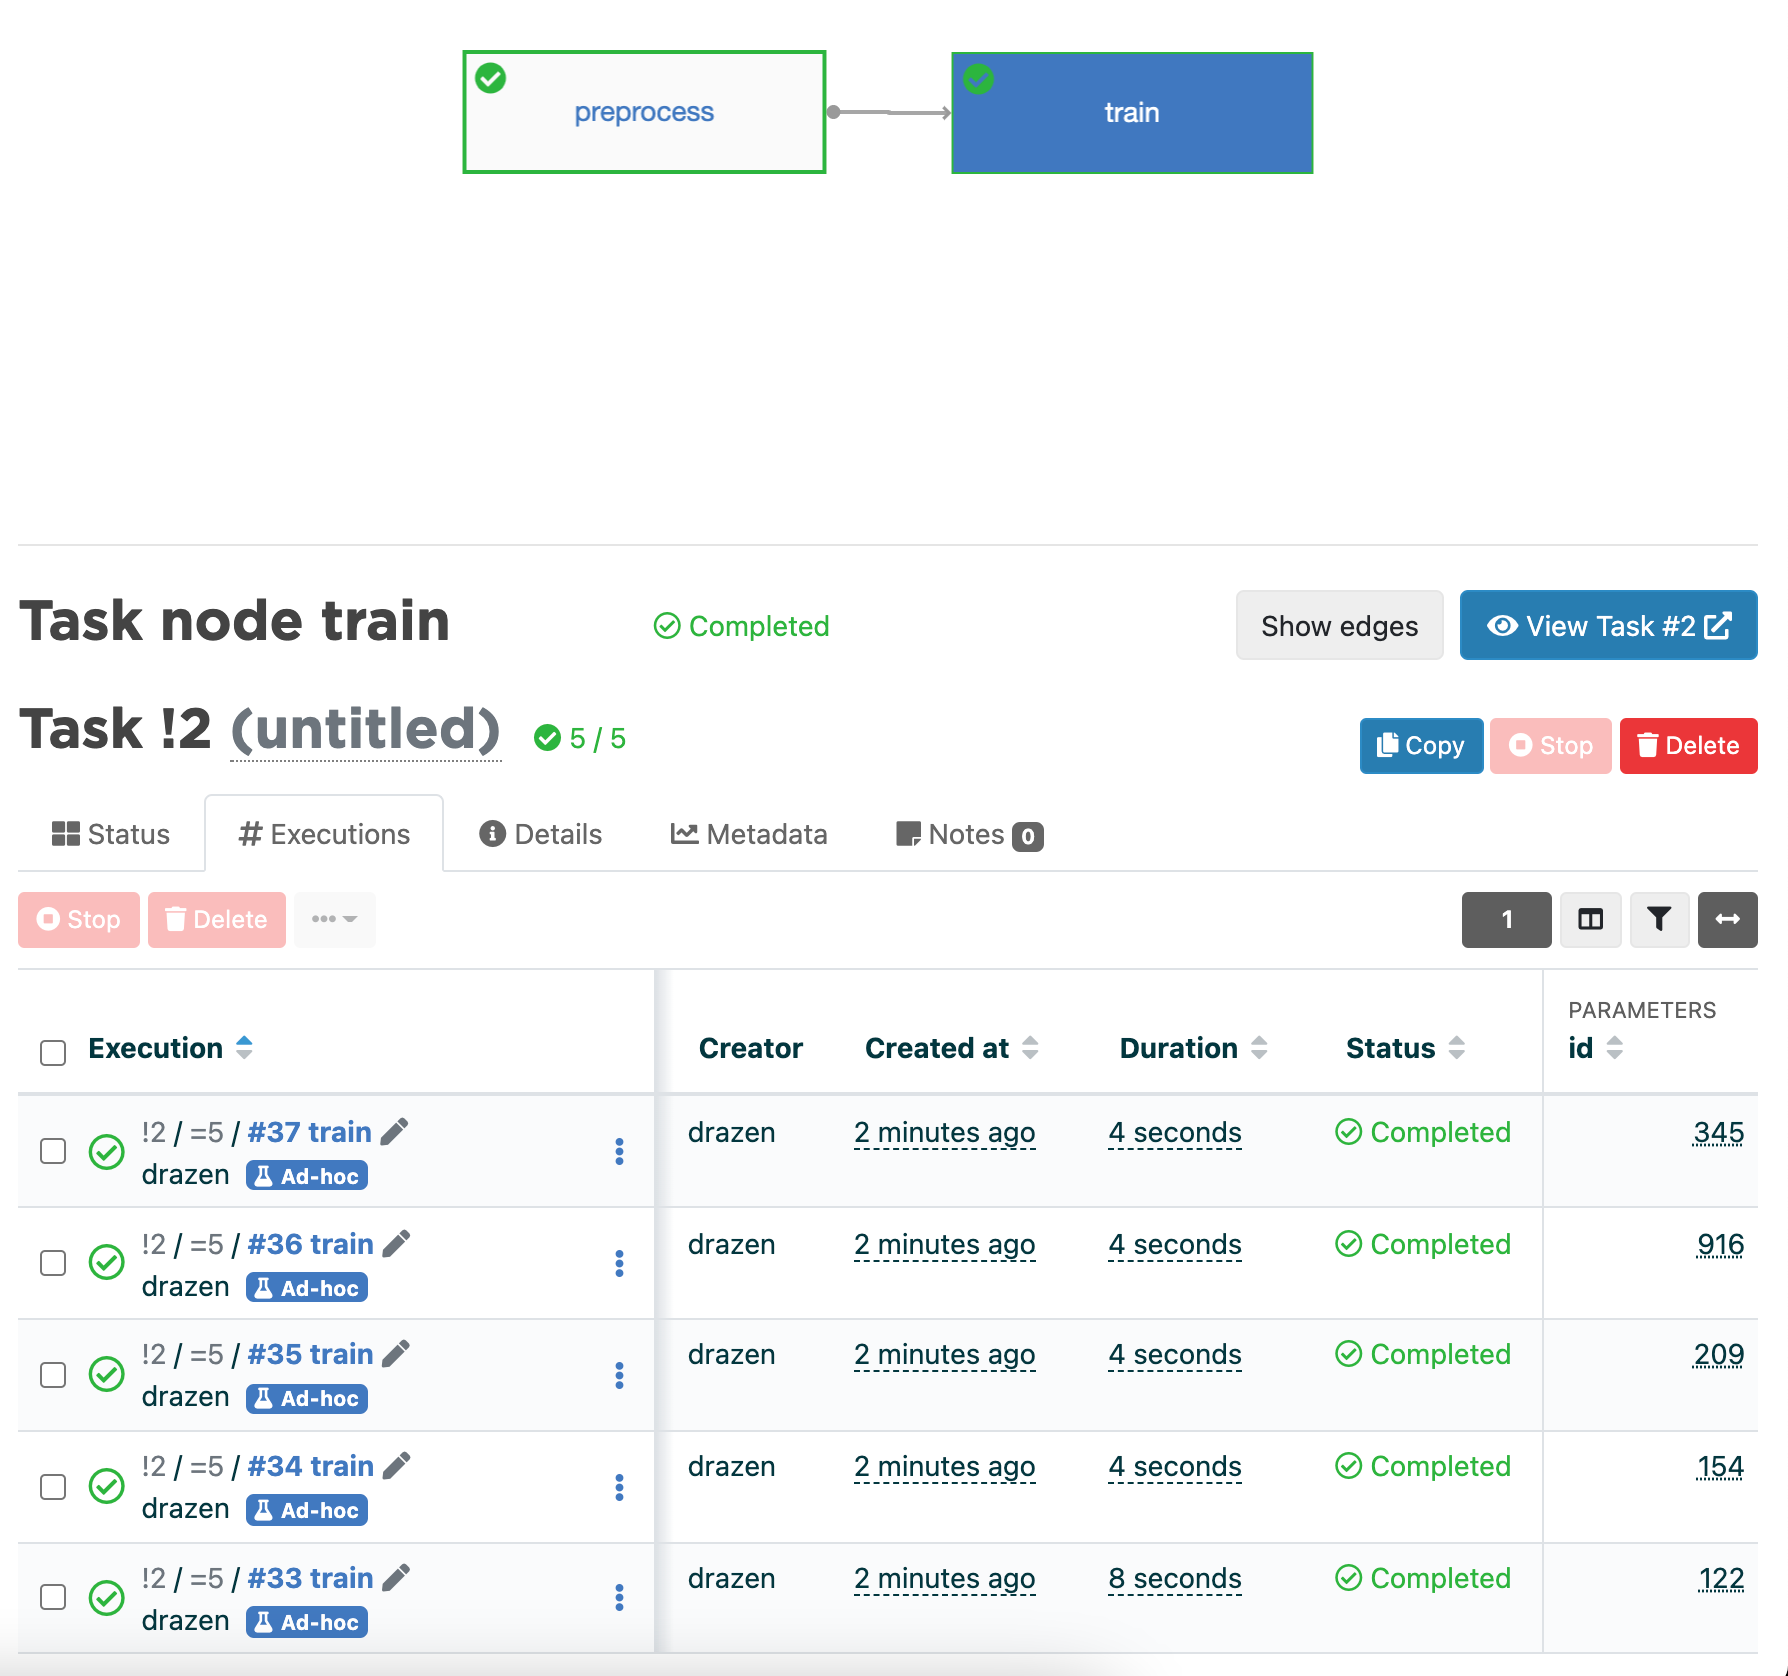 preprocess
train
Task node train
Completed
Show edges
View Task #2
Task !2 (untitled)
5 / 5
Copy
Stop
Delete
Status
# Executions
Details
Metadata
Notes 0
Stop
Delete
1
PARAMETERS
Execution Creator Created at Duration Status id
!2 / =5 / #37 train drazen 2 minutes ago 4 seconds Completed 345
drazen Ad-hoc
!2 / =5 / #36 train drazen 2 minutes ago 4 seconds Completed 916
drazen Ad-hoc
!2 / =5 / #35 train drazen 2 minutes ago 4 seconds Completed 209
drazen Ad-hoc
!2 / =5 / #34 train drazen 2 minutes ago 4 seconds Completed 154
drazen Ad-hoc
!2 / =5 / #33 train drazen 2 minutes ago 8 seconds Completed 122
drazen Ad-hoc